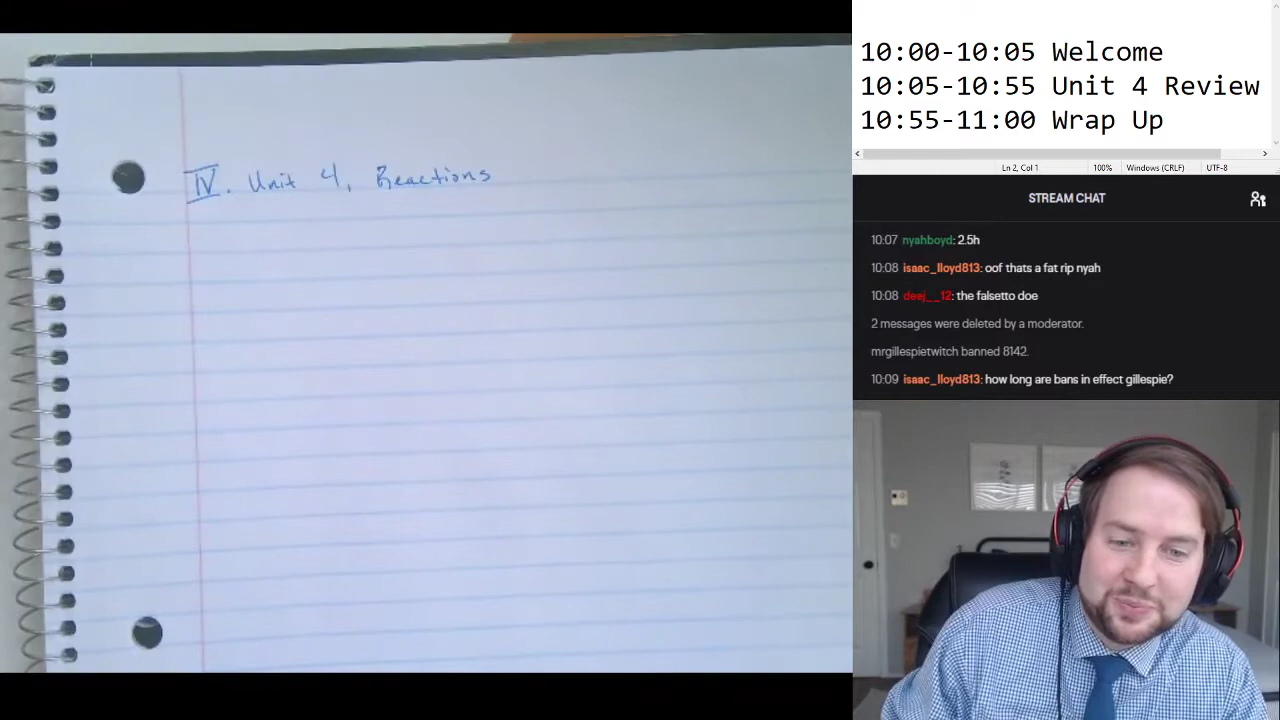 IV. Unit 4, Reactions
10:00-10:05 Welcome
10:05-10:55 Unit 4 Review
10:55-11:00 Wrap Up
Ln 2, Col 1 100% Windows (CRLF) UTF-8
STREAM CHAT
10:07 nyahboyd: 2.5h
10:08 isaac_lloyd813: oof thats a fat rip nyah
10:08 deej__12: the falsetto doe
2 messages were deleted by a moderator.
mrgillespietwitch banned 8142.
10:09 isaac_lloyd813: how long are bans in effect gillespie?